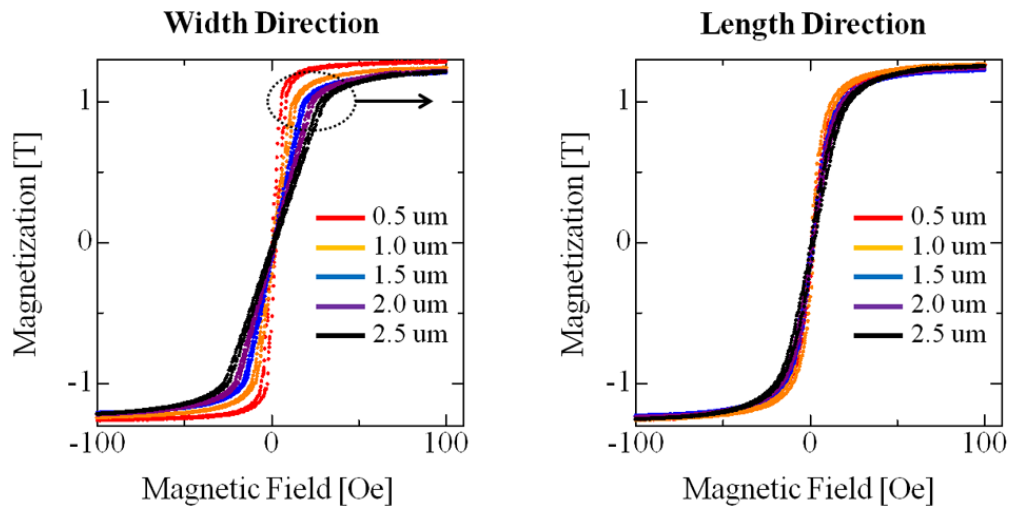 Width Direction
Magnetization [T]
1
0
-1
-100
0
100
Magnetic Field [Oe]
0.5 um
1.0 um
1.5 um
2.0 um
2.5 um
Length Direction
Magnetization [T]
1
0
-1
-100
0
100
Magnetic Field [Oe]
0.5 um
1.0 um
1.5 um
2.0 um
2.5 um